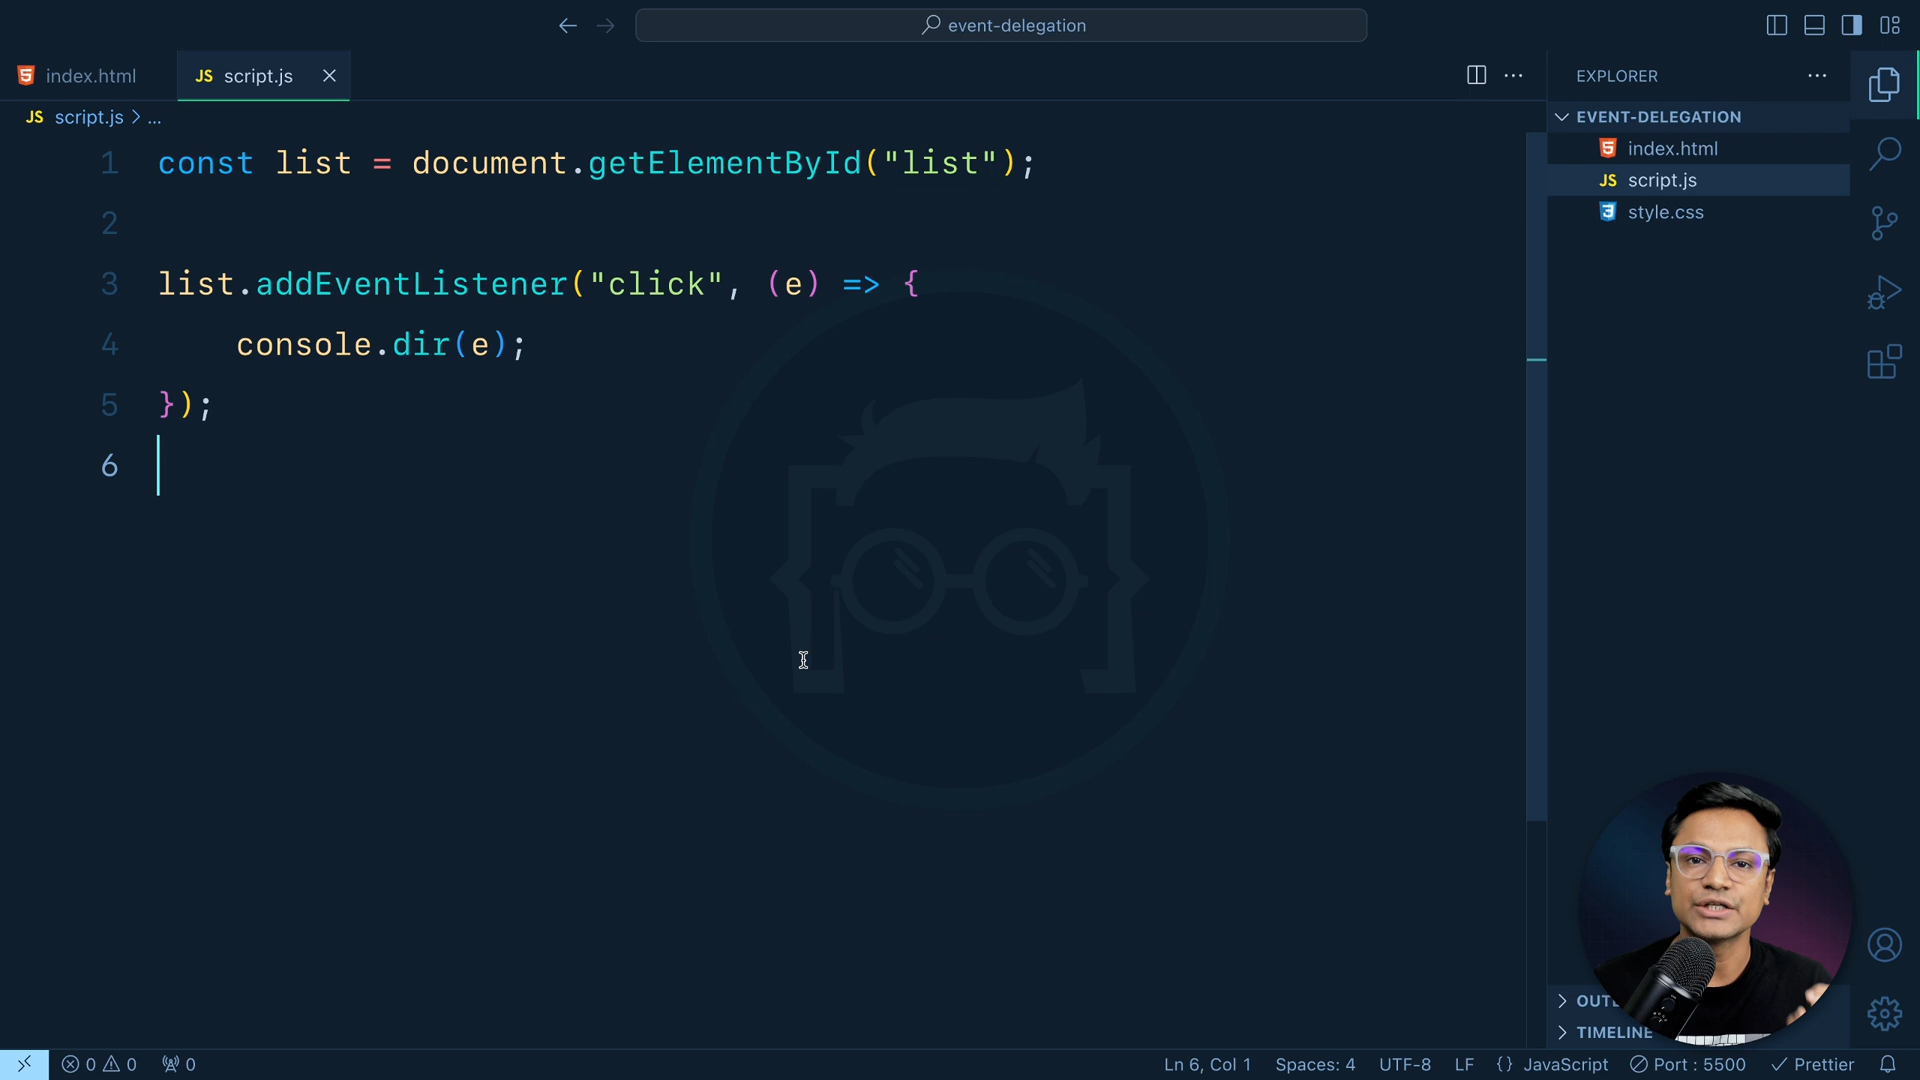 event-delegation
index.html
JS script.js
EXPLORER
JS script.js > ...
EVENT-DELEGATION
index.html
JS script.js
style.css
1 const list = document.getElementById("list");
2
3 list.addEventListener("click", (e) => {
4 console.dir(e);
5 });
6
TIMELINE
0 0 0
Ln 6, Col 1 Spaces: 4 UTF-8 LF {} JavaScript Port : 5500 Prettier